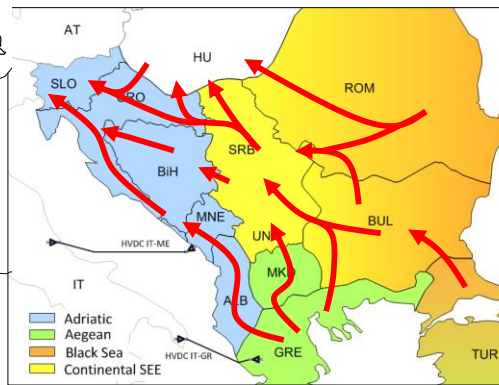 AT
HU
SLO
CRO
ROM
SRB
BiH
MNE
BUL
UN
HVDC IT-ME
MKD
IT
ALB
HVDC IT-GR
GRE
TUR
Adriatic
Aegean
Black Sea
Continental SEE